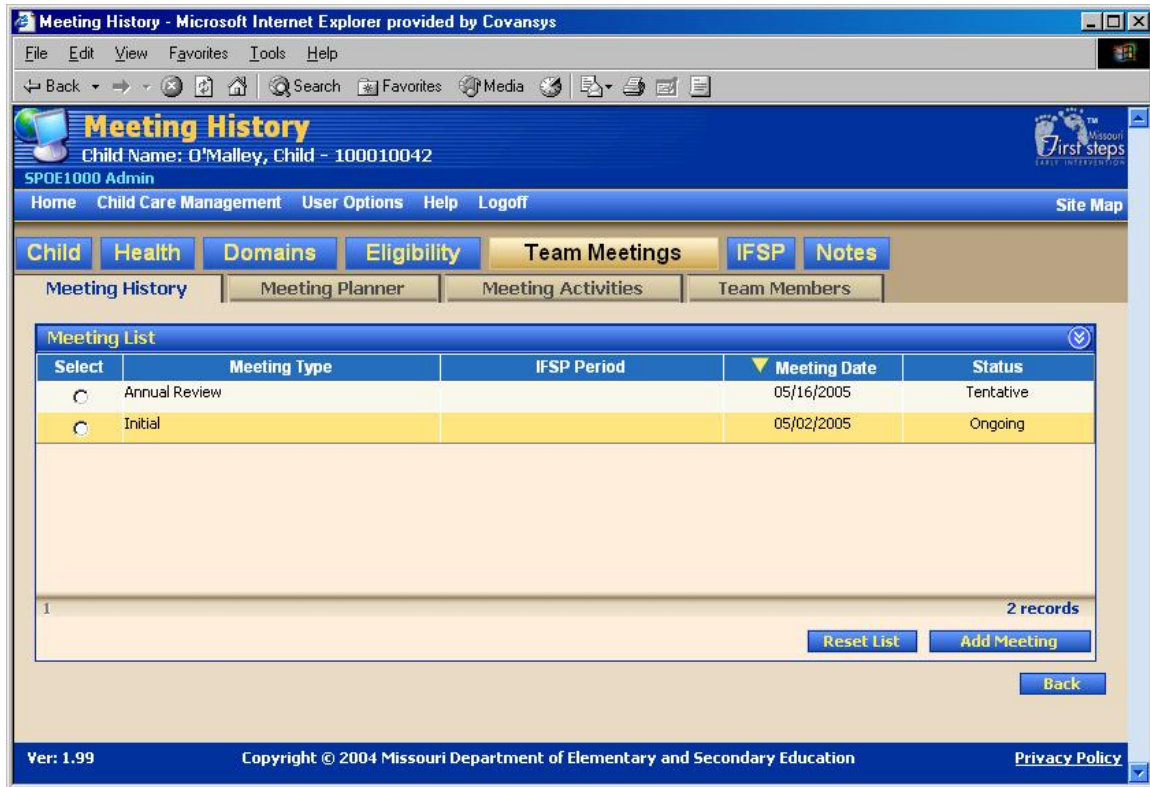 Meeting History - Microsoft Internet Explorer provided by Covansys
File Edit View Favorites Tools Help
Back Search Favorites Media
Meeting History
Child Name: O'Malley, Child - 100010042
SPOE1000 Admin
TM
Missouri
First steps
EARLY INTERVENTION
Home Child Care Management User Options Help Logoff Site Map
Child Health Domains Eligibility Team Meetings IFSP Notes
Meeting History Meeting Planner Meeting Activities Team Members
Meeting List
Select Meeting Type IFSP Period Meeting Date Status
Annual Review 05/16/2005 Tentative
Initial 05/02/2005 Ongoing
1 2 records
Reset List Add Meeting
Back
Ver: 1.99 Copyright © 2004 Missouri Department of Elementary and Secondary Education Privacy Policy